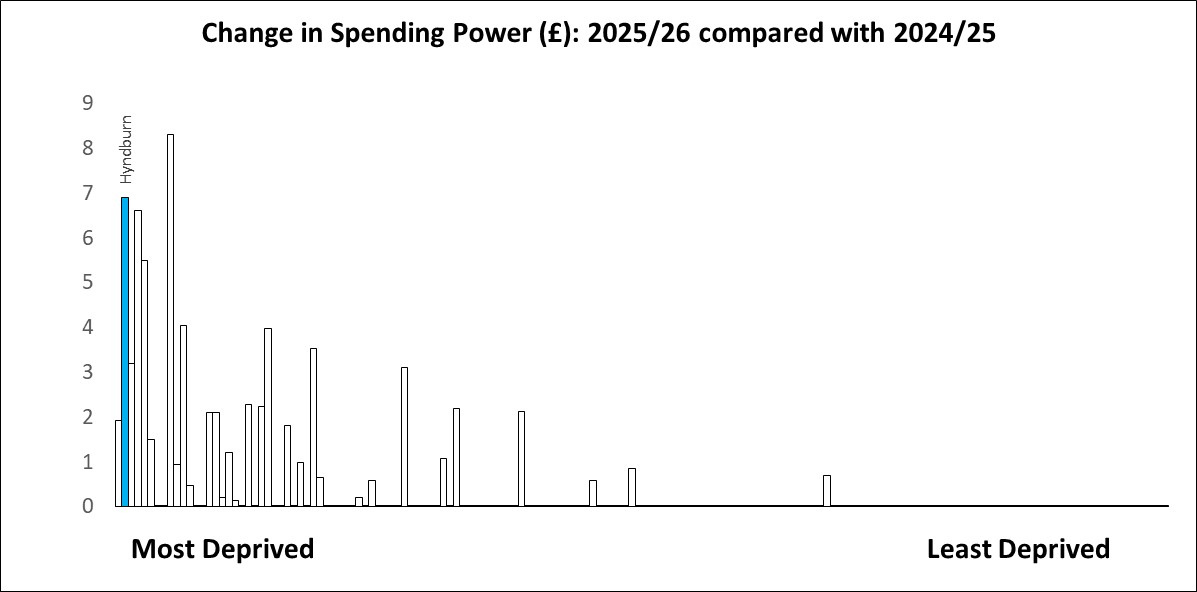 Change in Spending Power (£): 2025/26 compared with 2024/25
9
8
7
6
5
4
3
2
1
0
Hyndburn
Most Deprived
Least Deprived